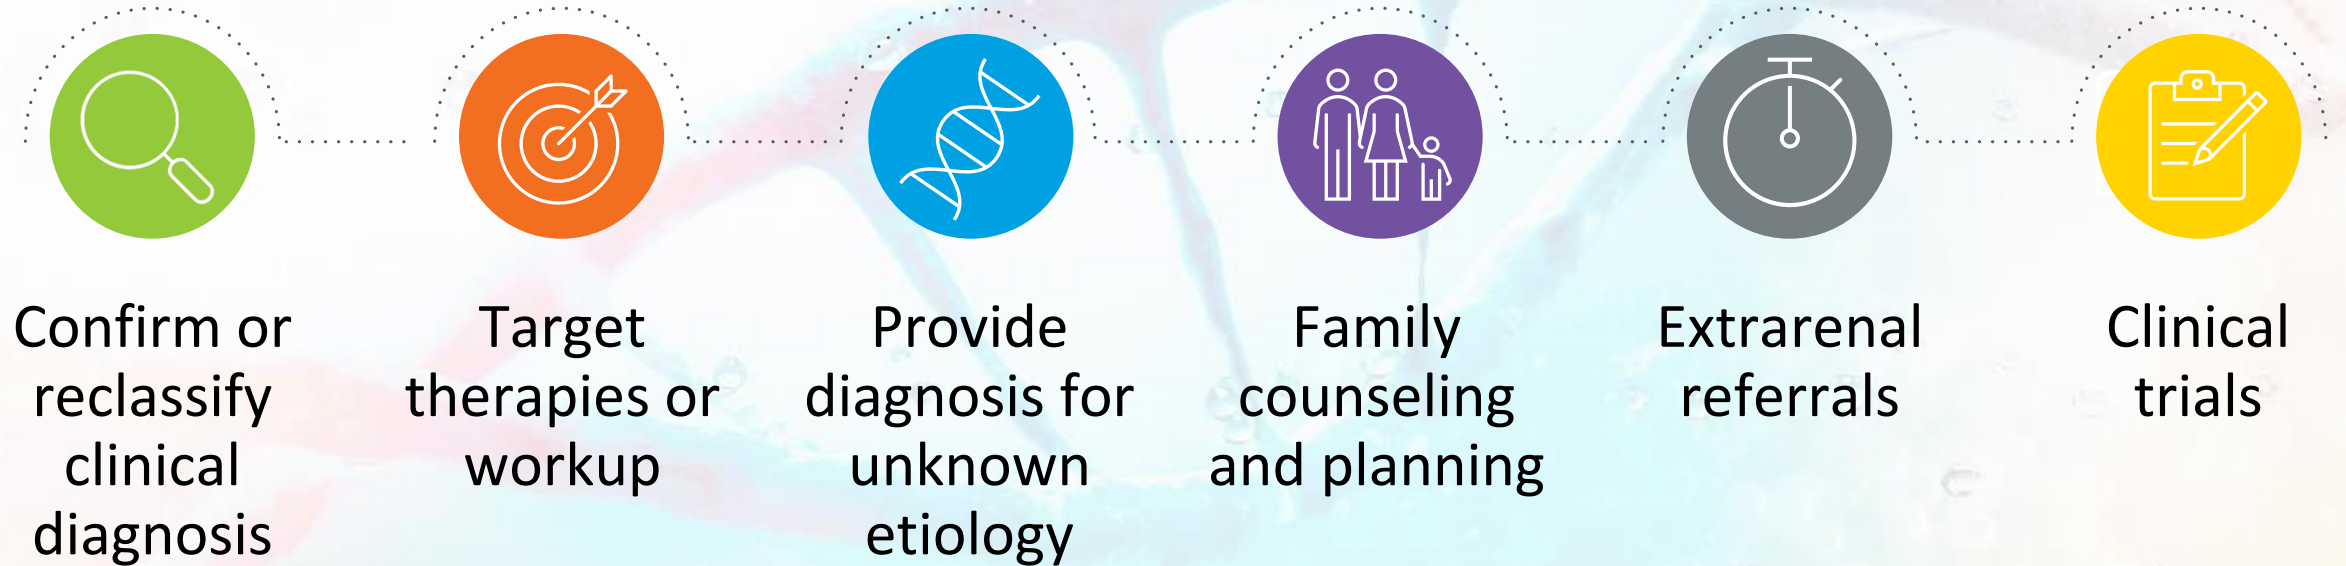 Confirm or
reclassify
clinical
diagnosis
Target
therapies or
workup
Provide
diagnosis for
unknown
etiology
Family
counseling
and planning
Extrarenal
referrals
Clinical
trials